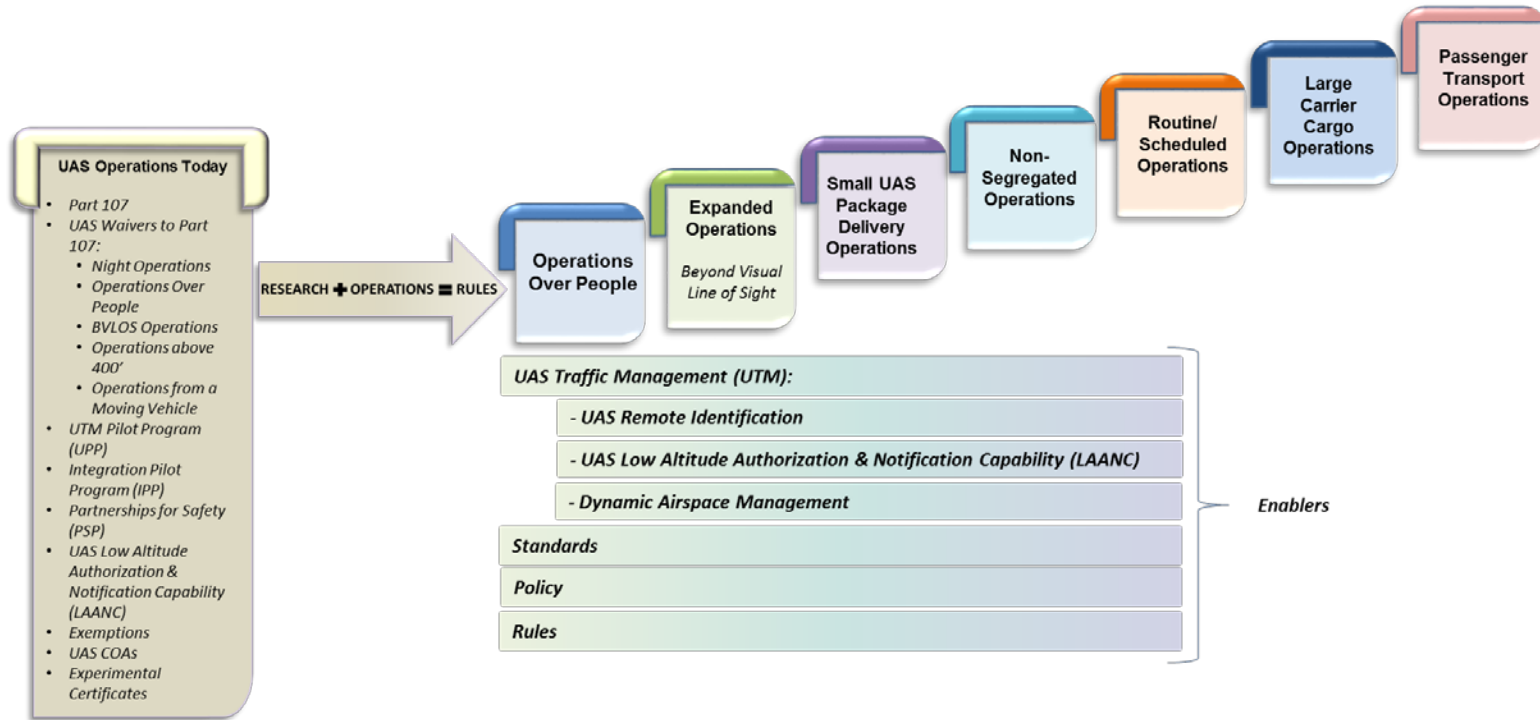 UAS Operations Today
• Part 107
• UAS Waivers to Part
107:
• Night Operations
• Operations Over
People
• BVLOS Operations
• Operations above
400’
• Operations from a
Moving Vehicle
• UTM Pilot Program
(UPP)
• Integration Pilot
Program (IPP)
• Partnerships for Safety
(PSP)
• UAS Low Altitude
Authorization &
Notification Capability
(LAANC)
• Exemptions
• UAS COAs
• Experimental
Certificates
RESEARCH + OPERATIONS = RULES
Operations
Over People
Expanded
Operations
Beyond Visual
Line of Sight
Small UAS
Package
Delivery
Operations
Non-
Segregated
Operations
Routine/
Scheduled
Operations
Large
Carrier
Cargo
Operations
Passenger
Transport
Operations
UAS Traffic Management (UTM):
- UAS Remote Identification
- UAS Low Altitude Authorization & Notification Capability (LAANC)
- Dynamic Airspace Management
Standards
Policy
Rules
Enablers